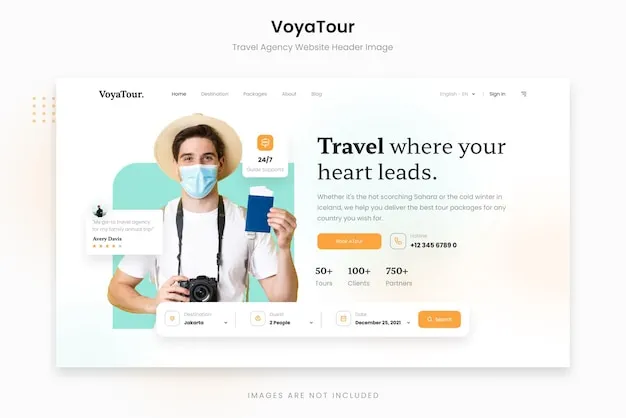 VoyaTour
Travel Agency Website Header Image
VoyaTour.
Home Destination Packages About Blog
English - EN Sign in
24/7
Guide Supports
Travel where your
heart leads.
Whether it's the hot scorching Sahara or the cold winter in
iceland, we help you deliver the best tour packages for any
country you wish for.
Book a Tour
Hotline
+12 345 6789 0
My go to travel agency
for my family annual trip!"
Avery Davis
50+ 100+ 750+
Tours Clients Partners
Destination
Jakarta
Guest
2 People
Date
December 25, 2021
Search
IMAGES ARE NOT INCLUDED